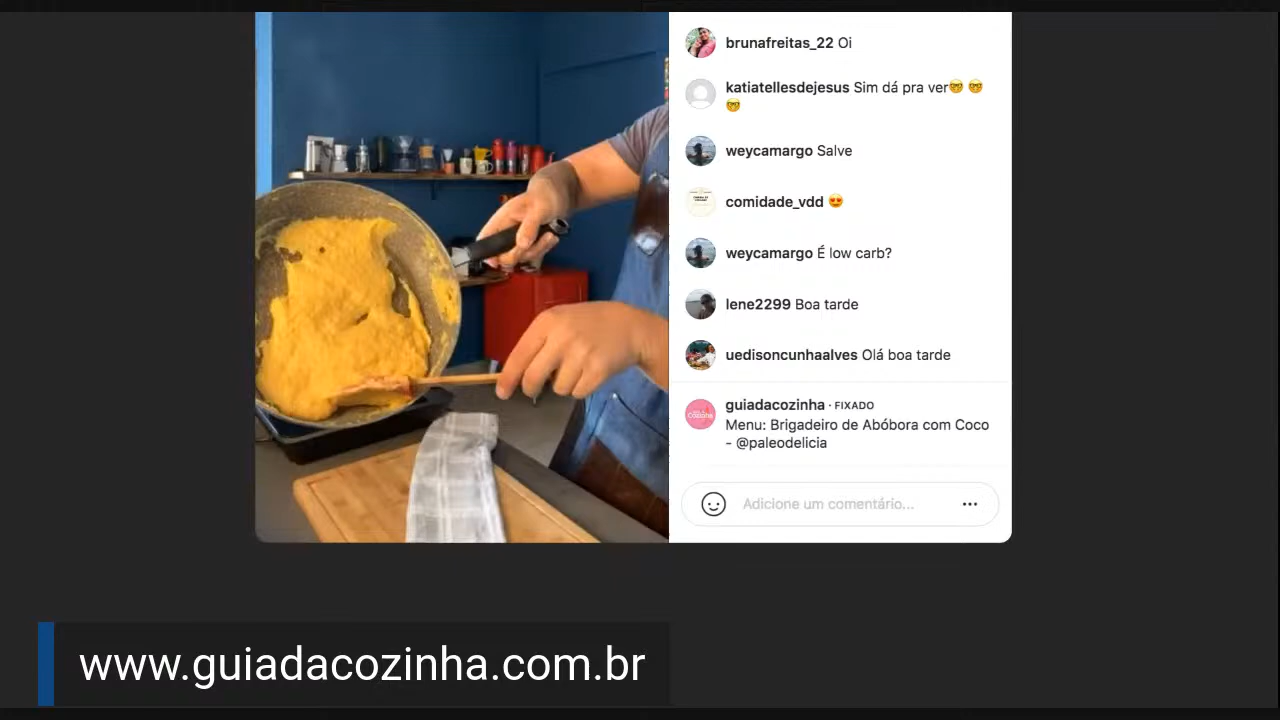 brunafreitas_22 Oi
katiatellesdejesus Sim dá pra ver🤓 🤓
🤓
weycamargo Salve
comidade_vdd 😍
weycamargo É low carb?
lene2299 Boa tarde
uedisoncunhaalves Olá boa tarde
guiadacozinha · FIXADO
Menu: Brigadeiro de Abóbora com Coco
- @paleodelicia
Adicione um comentário...
www.guiadacozinha.com.br